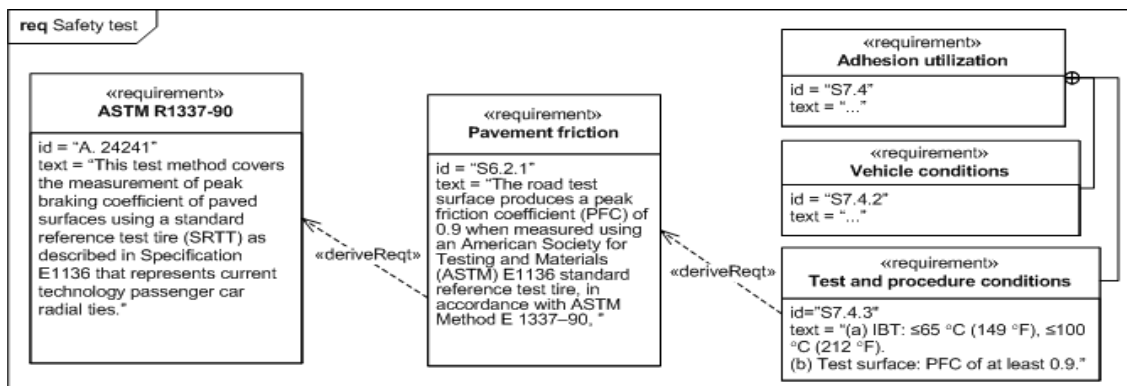 req Safety test
«requirement»
ASTM R1337-90
id = “A. 24241”
text = “This test method covers
the measurement of peak
braking coefficient of paved
surfaces using a standard
reference test tire (SRTT) as
described in Specification
E1136 that represents current
technology passenger car
radial ties.”
«deriveReqt»
«requirement»
Pavement friction
id = “S6.2.1”
text = “The road test
surface produces a peak
friction coefficient (PFC) of
0.9 when measured using
an American Society for
Testing and Materials
(ASTM) E1136 standard
reference test tire, in
accordance with ASTM
Method E 1337–90, ”
«deriveReqt»
«requirement»
Adhesion utilization
id = “S7.4”
text = “...”
«requirement»
Vehicle conditions
id = “S7.4.2”
text = “...”
«requirement»
Test and procedure conditions
id=”S7.4.3”
text = “(a) IBT: ≤65 °C (149 °F), ≤100
°C (212 °F).
(b) Test surface: PFC of at least 0.9.”